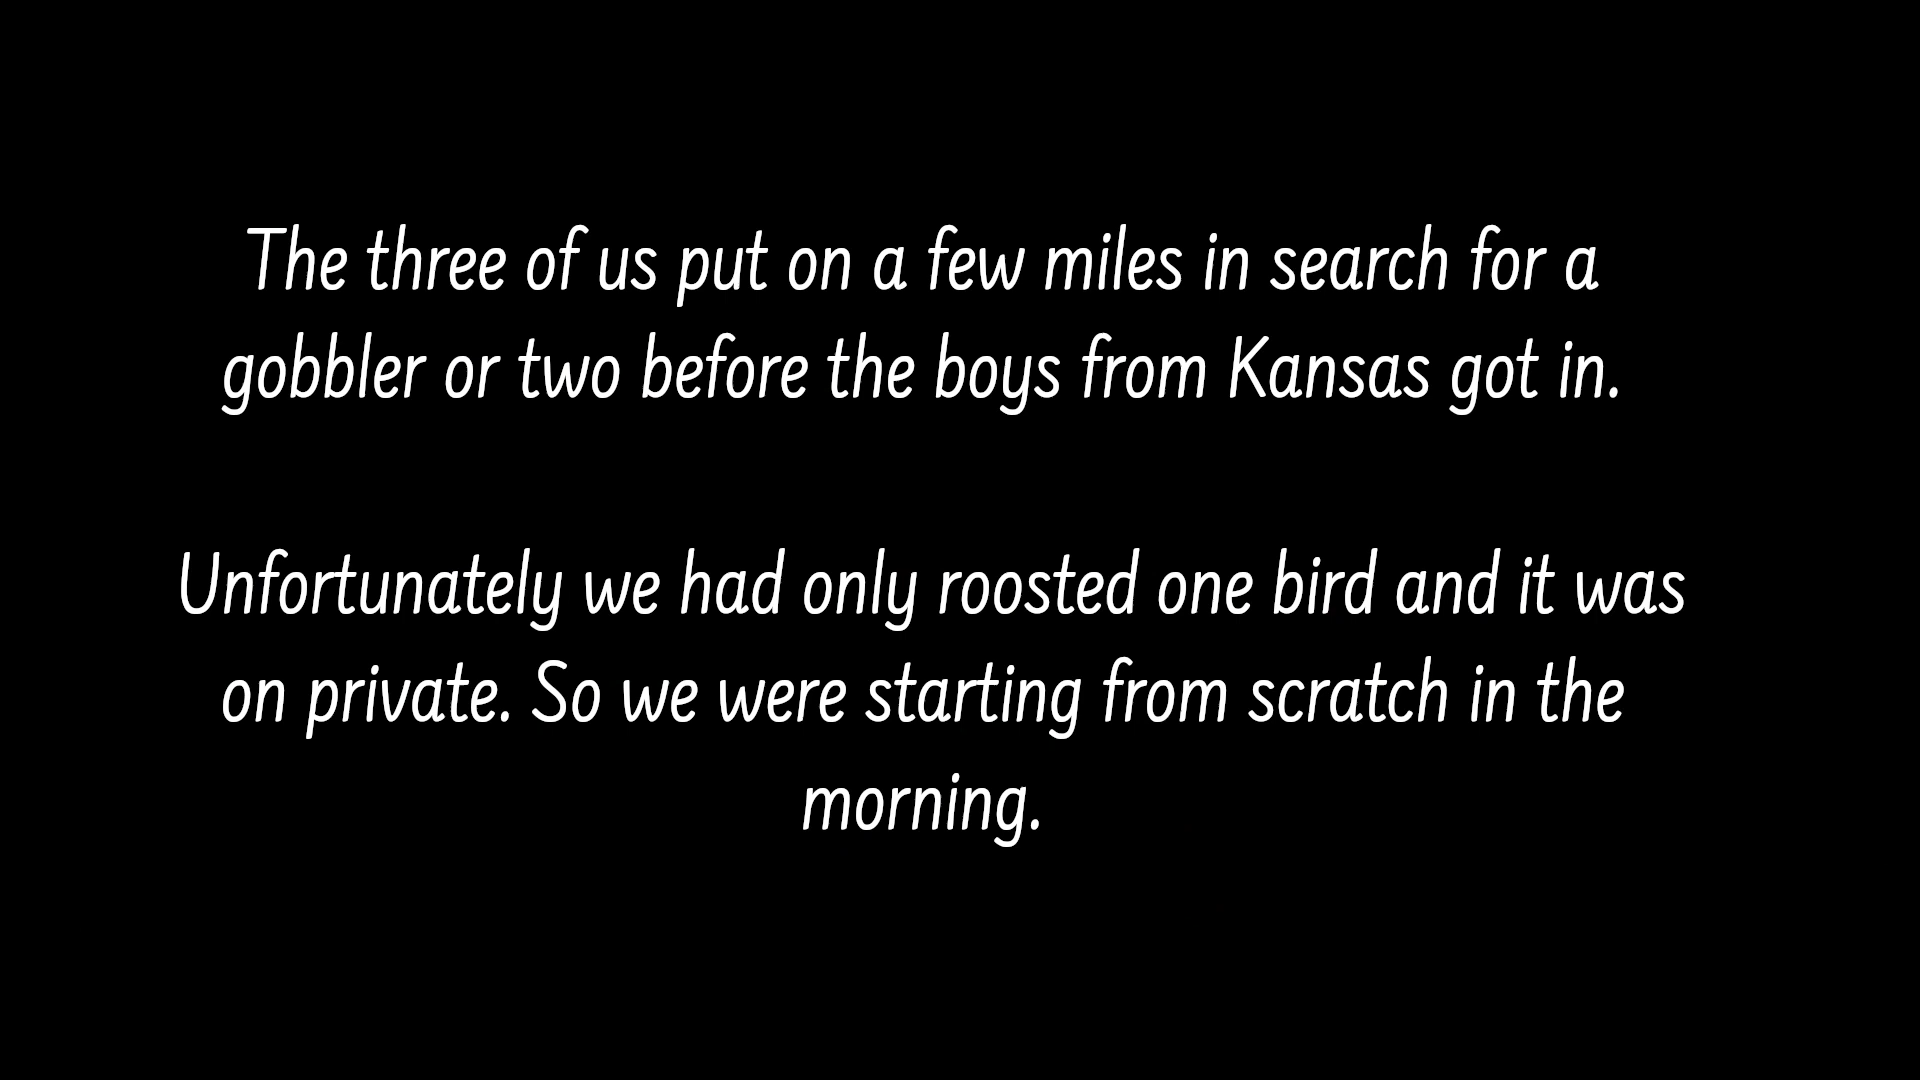 The three of us put on a few miles in search for a
gobbler or two before the boys from Kansas got in.
Unfortunately we had only roosted one bird and it was
on private. So we were starting from scratch in the
morning.